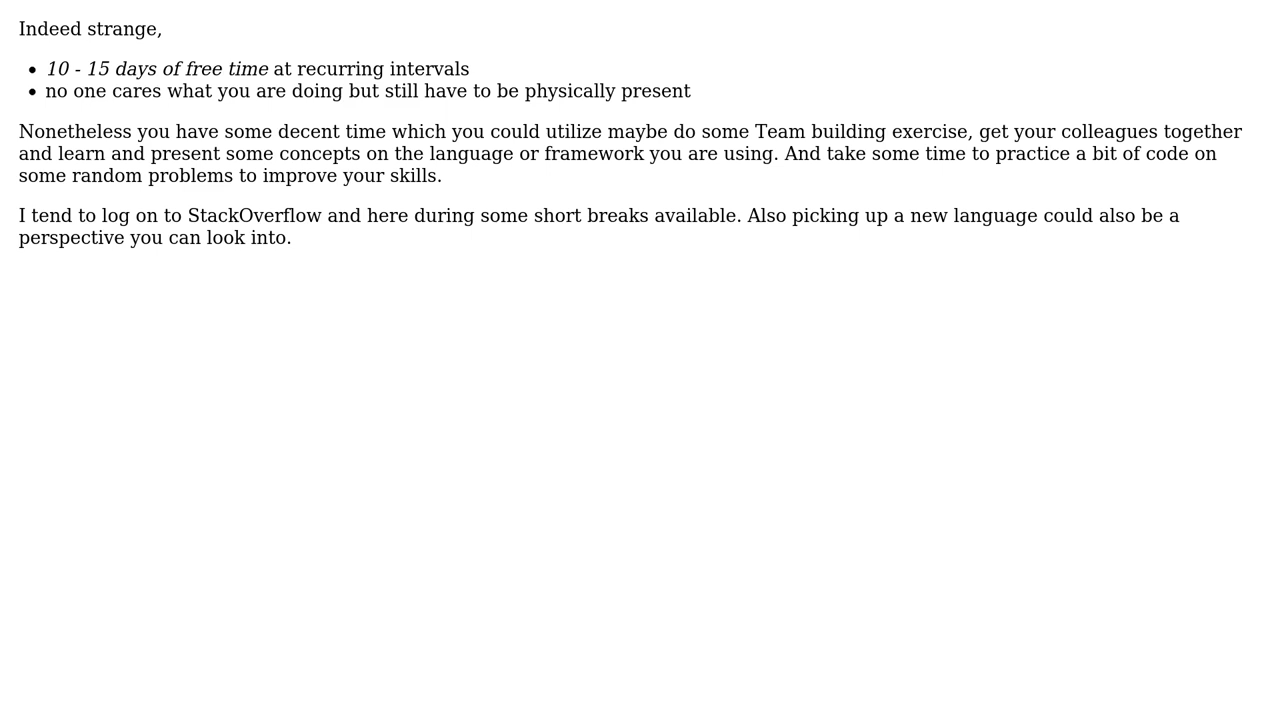 Indeed strange,
• 10 - 15 days of free time at recurring intervals
• no one cares what you are doing but still have to be physically present
Nonetheless you have some decent time which you could utilize maybe do some Team building exercise, get your colleagues together
and learn and present some concepts on the language or framework you are using. And take some time to practice a bit of code on
some random problems to improve your skills.
I tend to log on to StackOverflow and here during some short breaks available. Also picking up a new language could also be a
perspective you can look into.